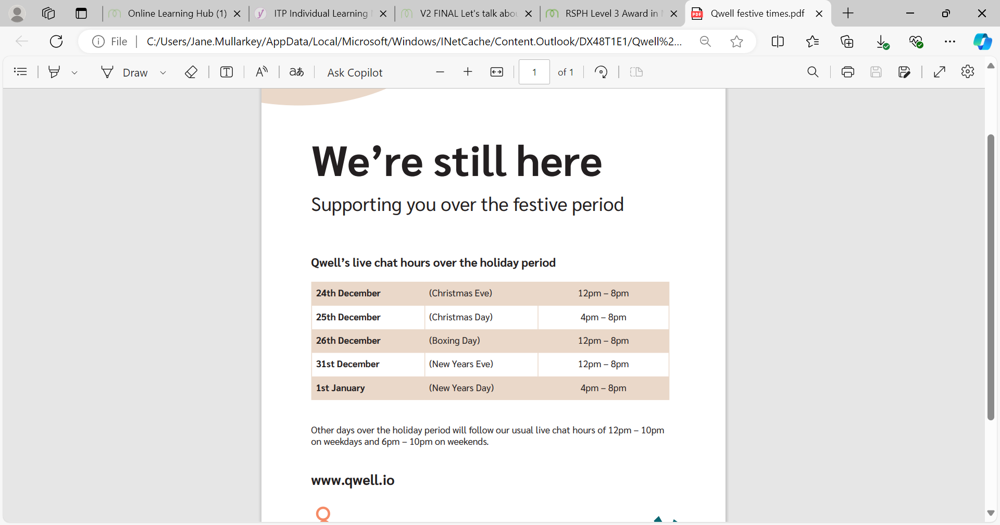 Online Learning Hub (1)
ITP Individual Learning
V2 FINAL Let's talk abou
RSPH Level 3 Award in
Qwell festive times.pdf
File
C:/Users/Jane.Mullarkey/AppData/Local/Microsoft/Windows/INetCache/Content.Outlook/DX48T1E1/Qwell%2...
Draw
Ask Copilot
1 of 1
We’re still here
Supporting you over the festive period
Qwell’s live chat hours over the holiday period
24th December (Christmas Eve) 12pm – 8pm
25th December (Christmas Day) 4pm – 8pm
26th December (Boxing Day) 12pm – 8pm
31st December (New Years Eve) 12pm – 8pm
1st January (New Years Day) 4pm – 8pm
Other days over the holiday period will follow our usual live chat hours of 12pm – 10pm
on weekdays and 6pm – 10pm on weekends.
www.qwell.io